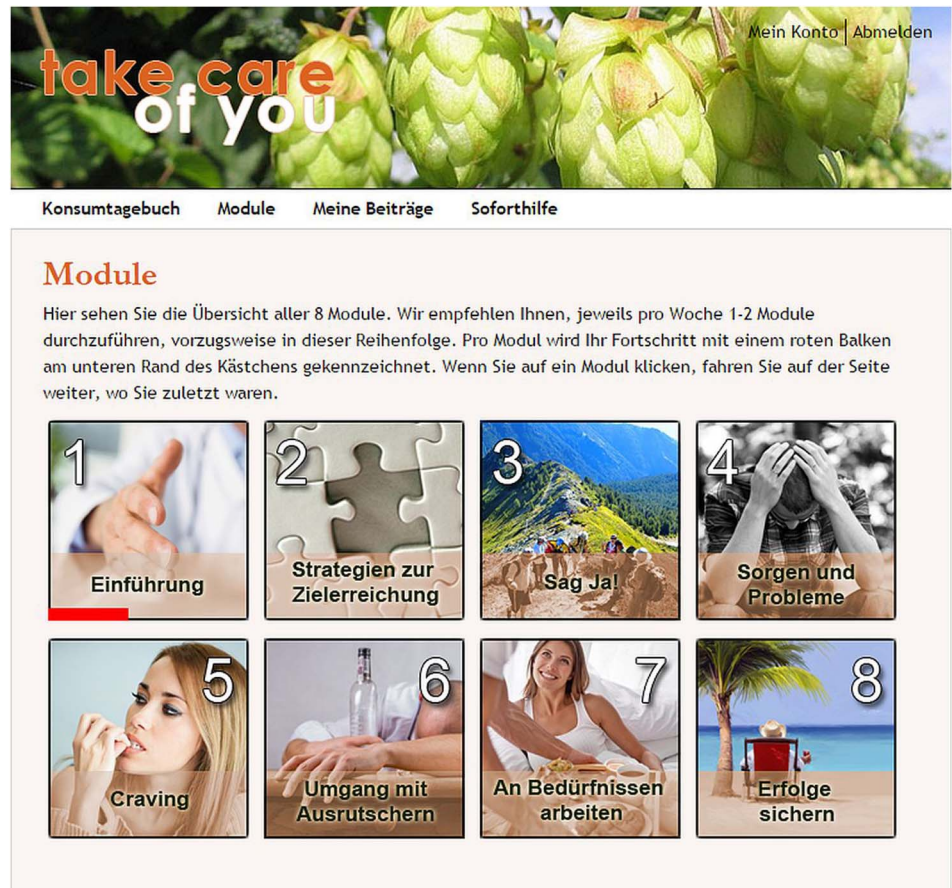 Mein Konto | Abmelden
take care
of you
Konsumtagebuch Module Meine Beiträge Soforthilfe
Module
Hier sehen Sie die Übersicht aller 8 Module. Wir empfehlen Ihnen, jeweils pro Woche 1-2 Module
durchzuführen, vorzugsweise in dieser Reihenfolge. Pro Modul wird Ihr Fortschritt mit einem roten Balken
am unteren Rand des Kästchens gekennzeichnet. Wenn Sie auf ein Modul klicken, fahren Sie auf der Seite
weiter, wo Sie zuletzt waren.
1
Einführung
2
Strategien zur
Zielerreichung
3
Sag Ja!
4
Sorgen und
Probleme
5
Craving
6
Umgang mit
Ausrutschern
7
An Bedürfnissen
arbeiten
8
Erfolge
sichern